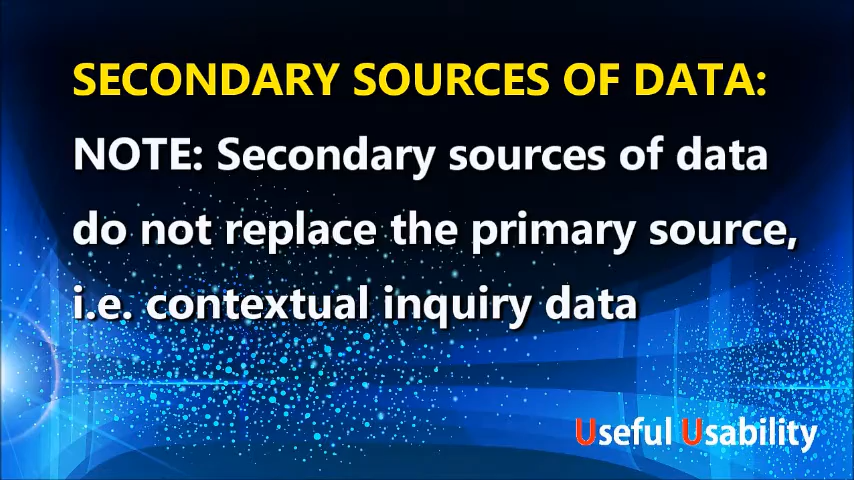 SECONDARY SOURCES OF DATA:
NOTE: Secondary sources of data
do not replace the primary source,
i.e. contextual inquiry data
Useful Usability